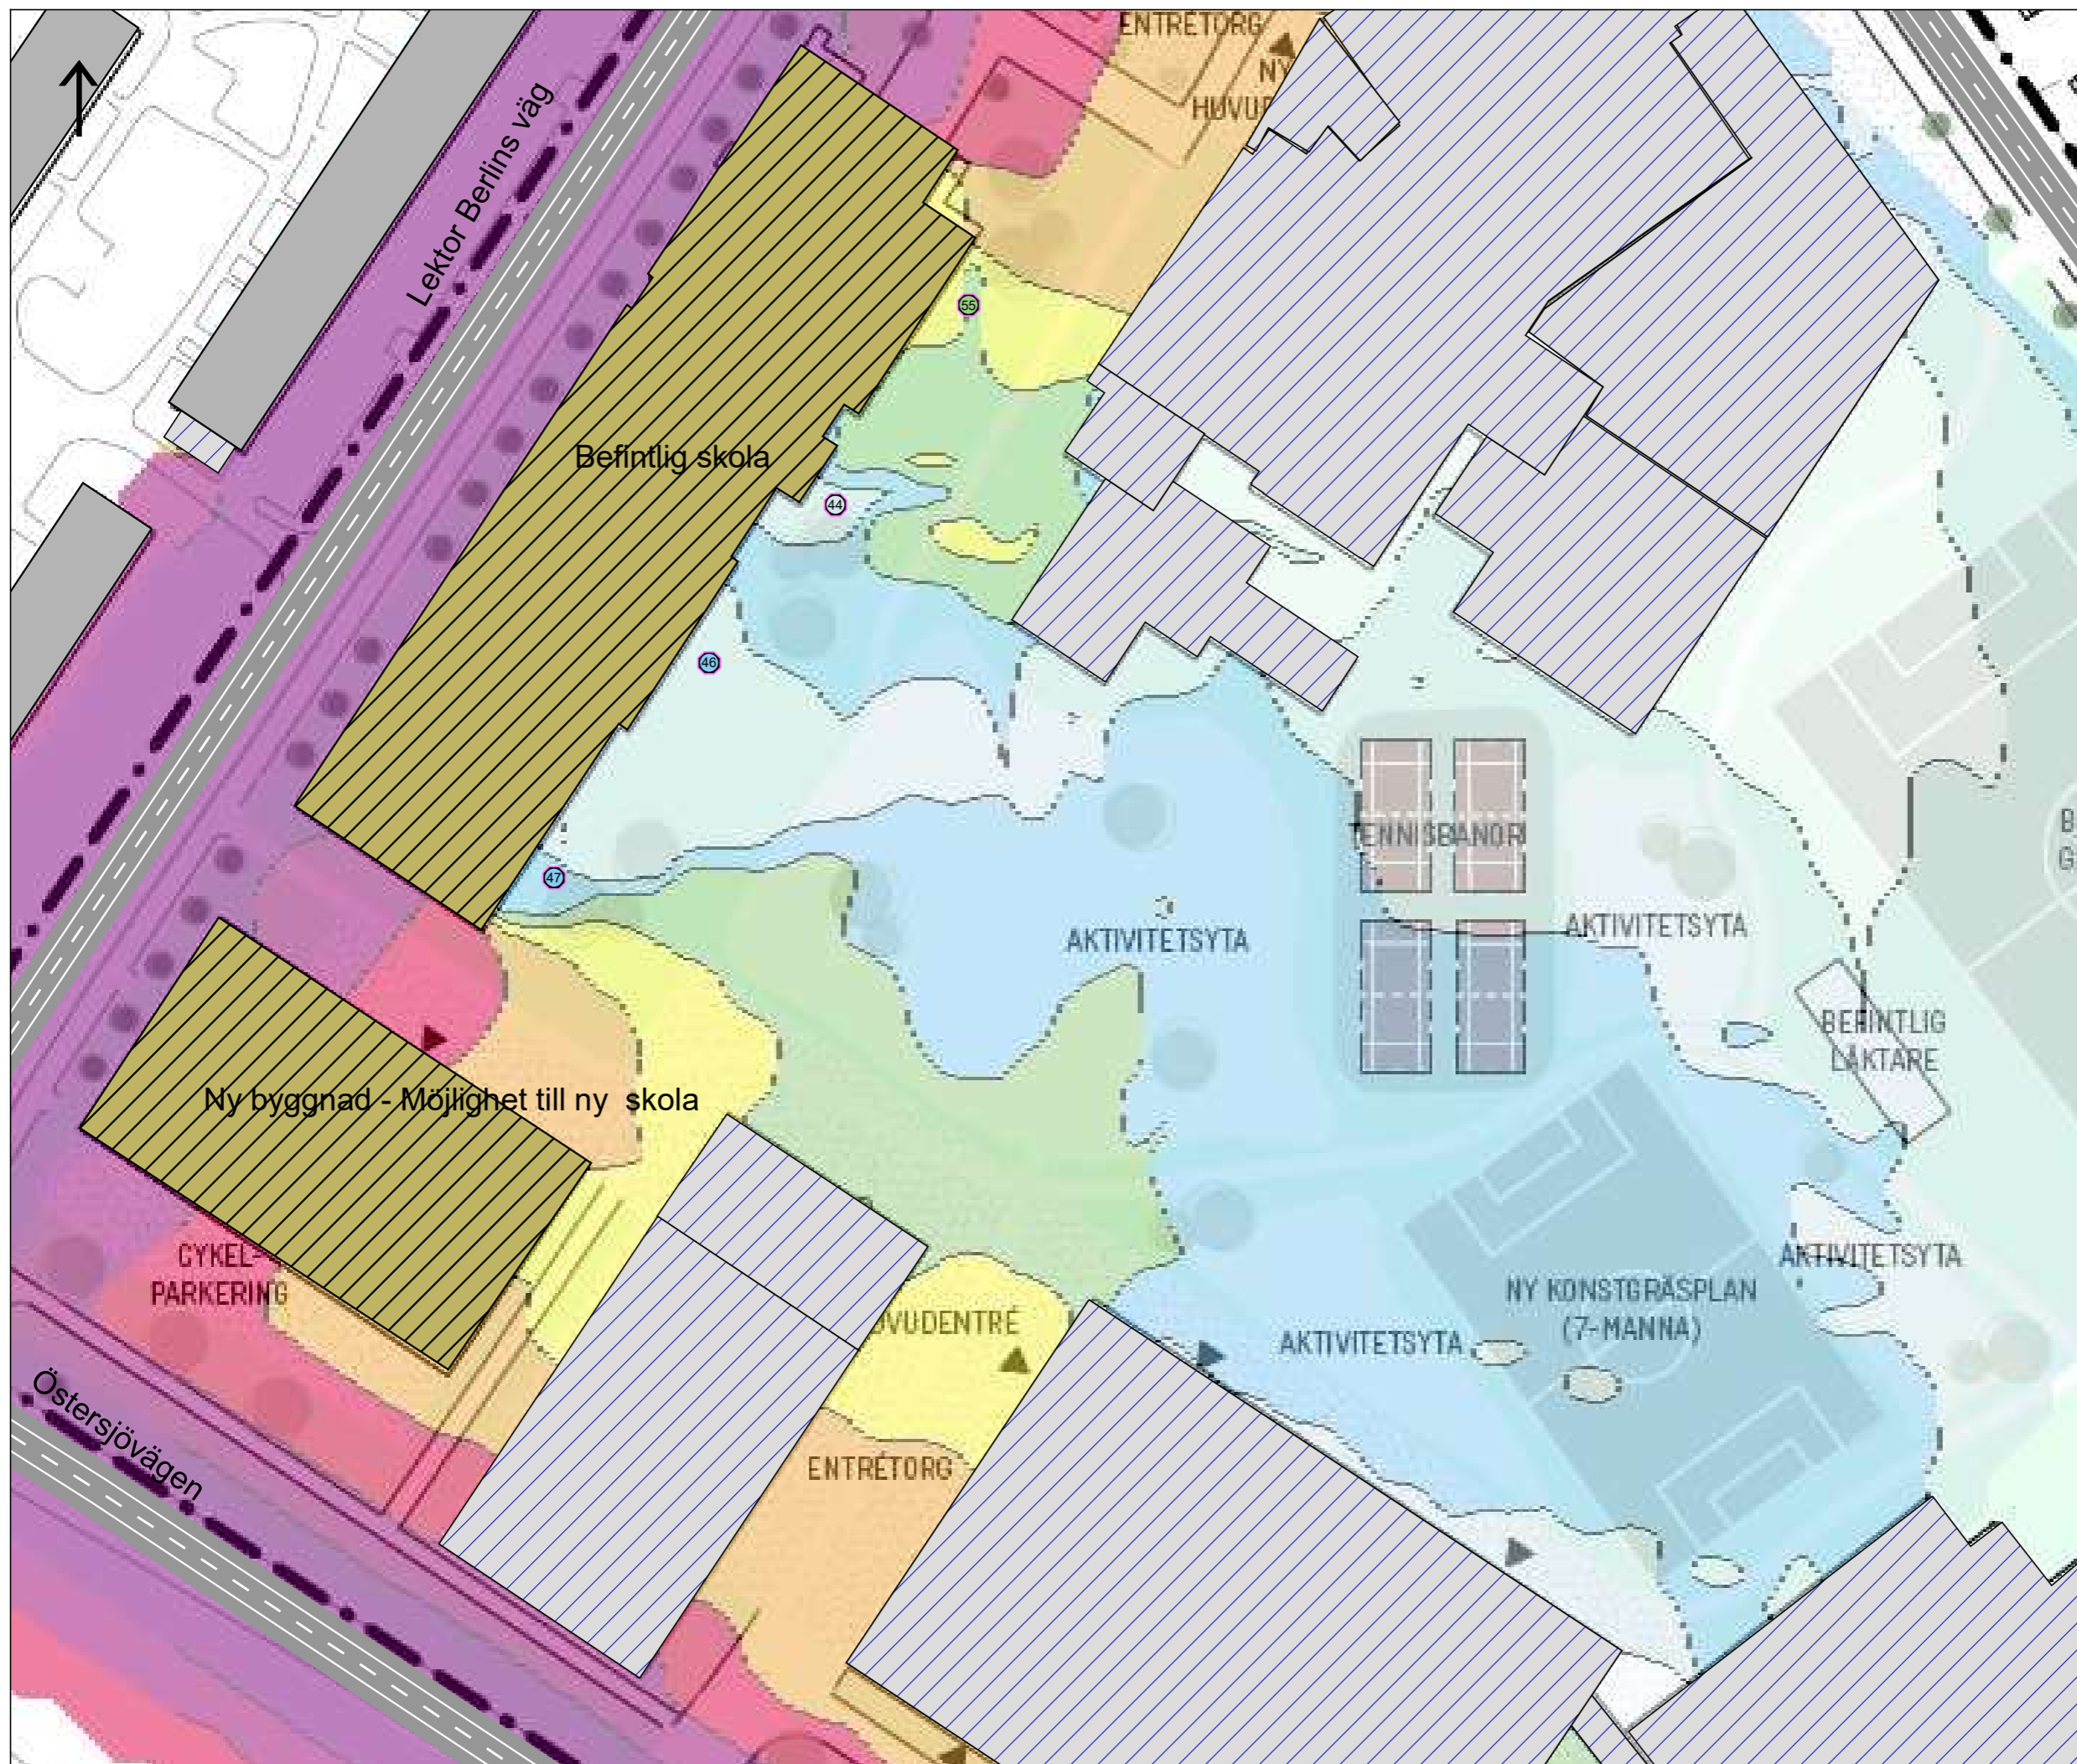 ENTRÉTORG
NY
Lektor Berlins väg
55
Befintlig skola
44
46
TENNISBANOR
47
AKTIVITETSYTA
AKTIVITETSYTA
BEFINTLIG
LÄKTARE
Ny byggnad - Möjlighet till ny skola
CYKEL-
PARKERING
AKTIVITETSYTA
NY KONSTGRÄSPLAN
(7-MANNA)
AKTIVITETSYTA
Östersjövägen
ENTRÉTORG